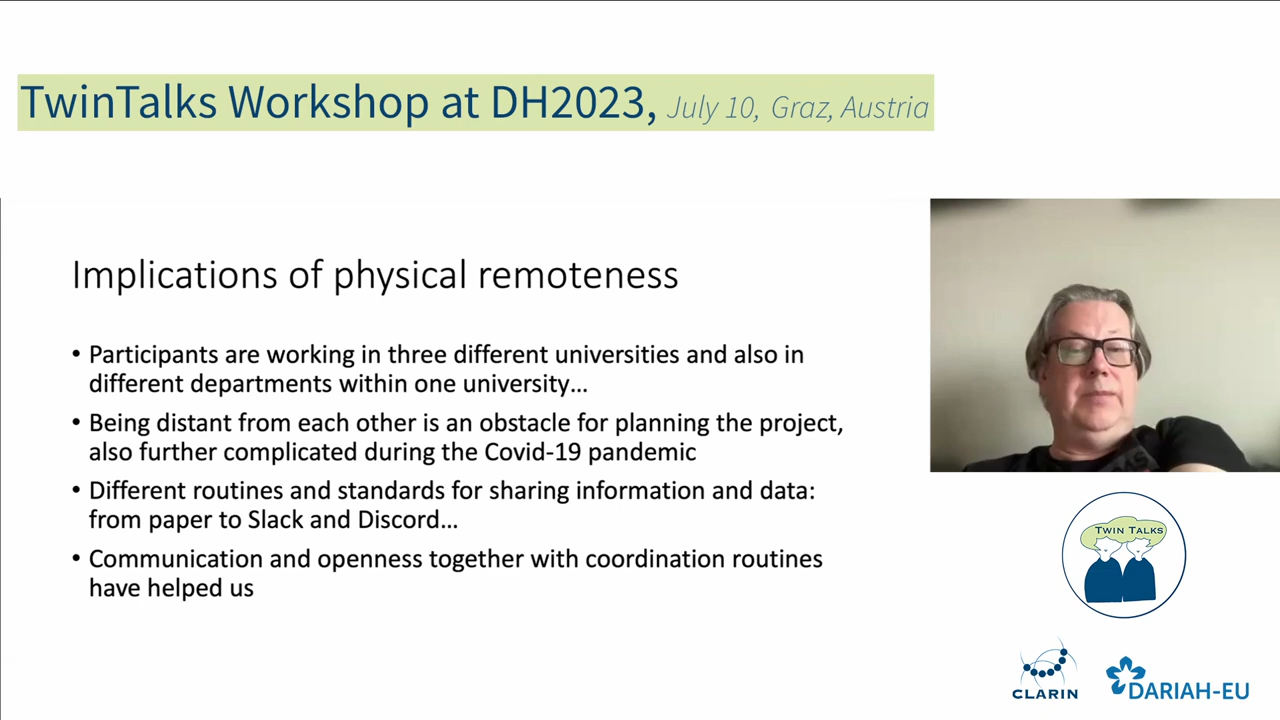 TwinTalks Workshop at DH2023, July 10, Graz, Austria
Implications of physical remoteness
• Participants are working in three different universities and also in
different departments within one university...
• Being distant from each other is an obstacle for planning the project,
also further complicated during the Covid-19 pandemic
• Different routines and standards for sharing information and data:
from paper to Slack and Discord...
• Communication and openness together with coordination routines
have helped us
TWIN TALKS
CLARIN
DARIAH-EU